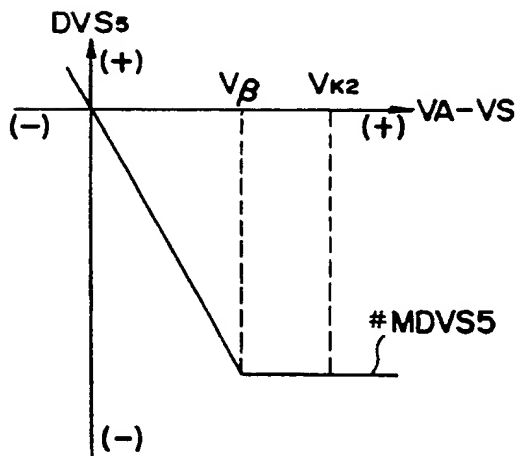 DVS5
(+)
Vβ VK2
(-) (+) VA-VS
#MDVS5
(-)